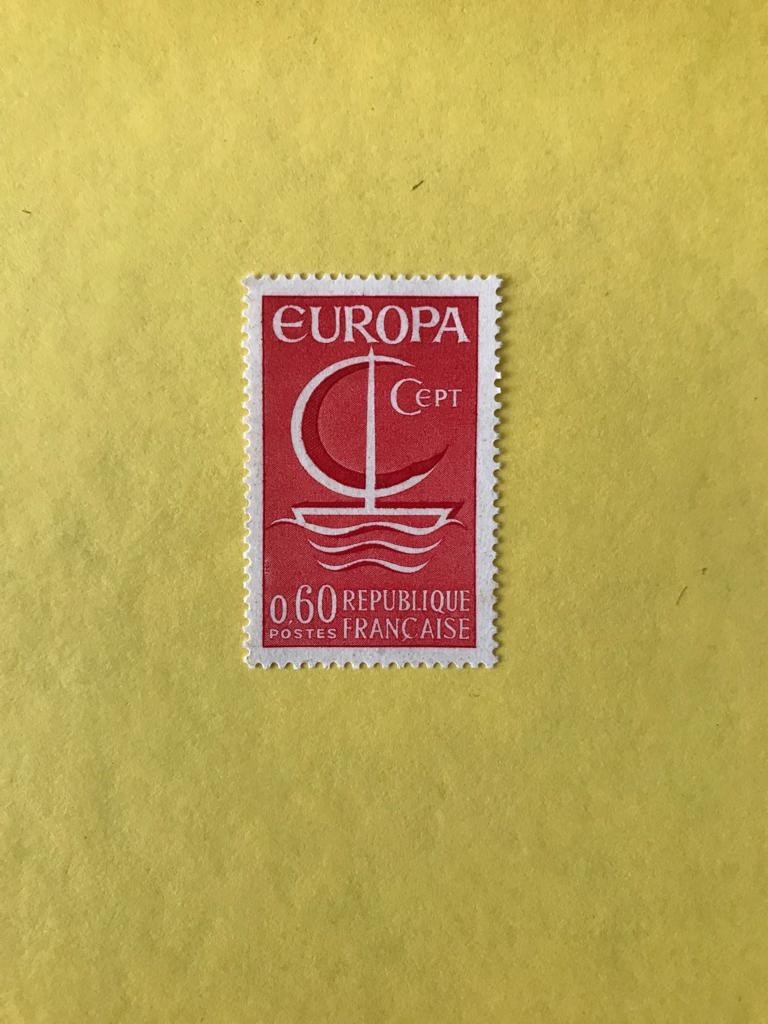 EUROPA
CEPT
0,60 REPUBLIQUE
POSTES FRANÇAISE